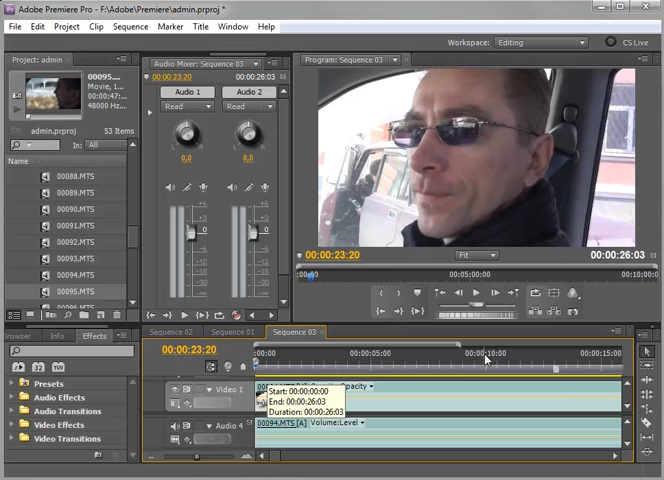 Adobe Premiere Pro - F:\Adobe\Premiere\admin.prproj *
File Edit Project Clip Sequence Marker Title Window Help
Workspace: Editing CS Live
Project: admin
00095....
Movie, 1...
00:00:47:...
48000 Hz...
admin.prproj 53 Items
In: All
Name
00088.MTS
00089.MTS
00090.MTS
00091.MTS
00092.MTS
00093.MTS
00094.MTS
00095.MTS
Audio Mixer: Sequence 03
00:00:23:20 00:00:26:03
Audio 1 Audio 2
Read Read
0,0 0,0
Program: Sequence 03
Fit
00:00:23:20 00:00:26:03
00:00 00:05:00:00 00:10:00:0
Info Effects
Presets
Audio Effects
Audio Transitions
Video Effects
Video Transitions
Sequence 02 Sequence 01 Sequence 03
00:00:23:20
:00:00 00:00:05:00 00:00:10:00 00:00:15:00
Video 1
Opacity
Start: 00:00:00:00
End: 00:00:26:03
Duration: 00:00:26:03
Audio 4
00094.MTS [A] Volume:Level